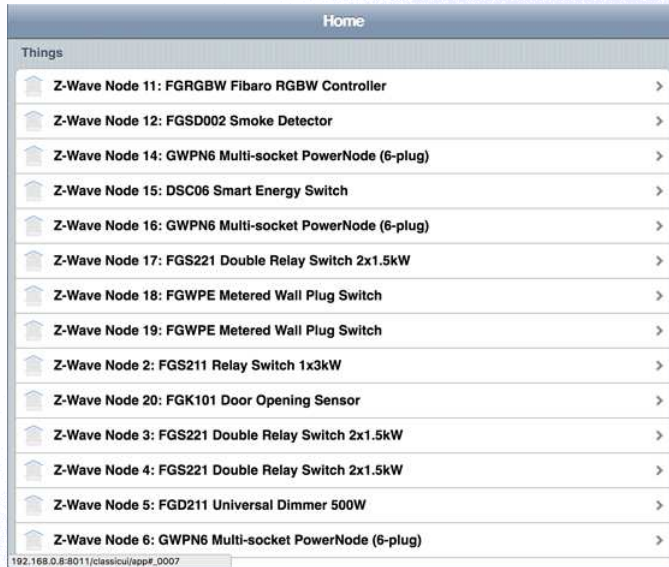 Home
Things
Z-Wave Node 11: FGRGBW Fibaro RGBW Controller
Z-Wave Node 12: FGSD002 Smoke Detector
Z-Wave Node 14: GWPN6 Multi-socket PowerNode (6-plug)
Z-Wave Node 15: DSC06 Smart Energy Switch
Z-Wave Node 16: GWPN6 Multi-socket PowerNode (6-plug)
Z-Wave Node 17: FGS221 Double Relay Switch 2x1.5kW
Z-Wave Node 18: FGWPE Metered Wall Plug Switch
Z-Wave Node 19: FGWPE Metered Wall Plug Switch
Z-Wave Node 2: FGS211 Relay Switch 1x3kW
Z-Wave Node 20: FGK101 Door Opening Sensor
Z-Wave Node 3: FGS221 Double Relay Switch 2x1.5kW
Z-Wave Node 4: FGS221 Double Relay Switch 2x1.5kW
Z-Wave Node 5: FGD211 Universal Dimmer 500W
Z-Wave Node 6: GWPN6 Multi-socket PowerNode (6-plug)
192.168.0.8:8011/classicui/app#_0007